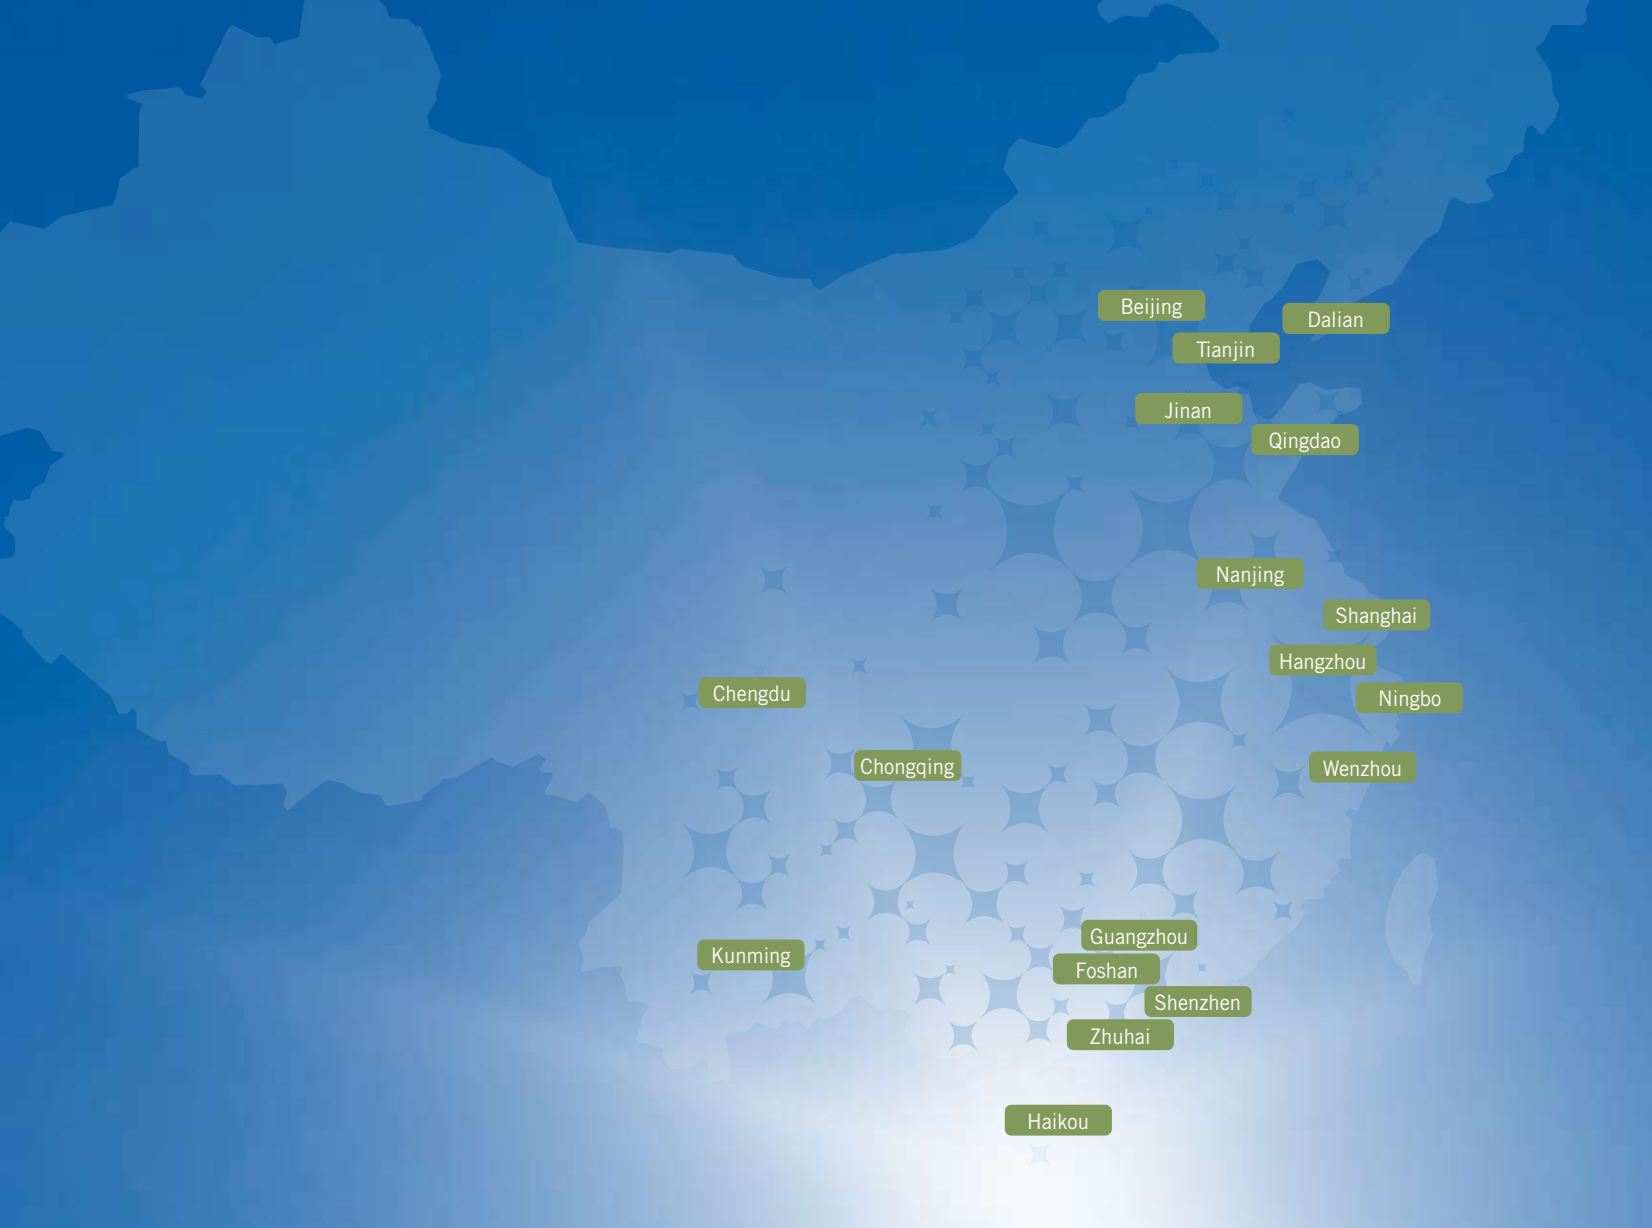 Beijing
Dalian
Tianjin
Jinan
Qingdao
Nanjing
Shanghai
Hangzhou
Chengdu
Ningbo
Chongqing
Wenzhou
Guangzhou
Kunming
Foshan
Shenzhen
Zhuhai
Haikou